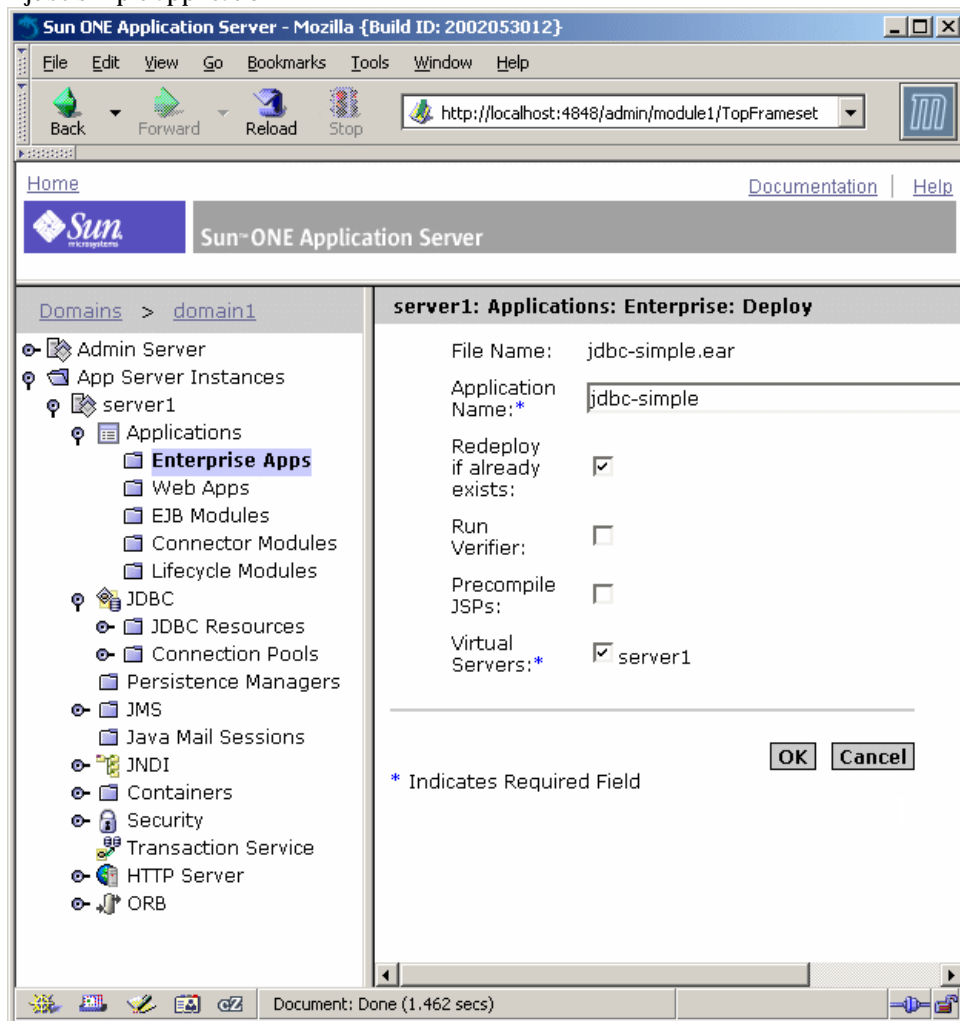 Sun ONE Application Server - Mozilla {Build ID: 2002053012}
File Edit View Go Bookmarks Tools Window Help
Back Forward Reload Stop http://localhost:4848/admin/module1/TopFrameset
Home Documentation | Help
Sun microsystems Sun™ ONE Application Server
Domains > domain1
Admin Server
App Server Instances
server1
Applications
Enterprise Apps
Web Apps
EJB Modules
Connector Modules
Lifecycle Modules
JDBC
JDBC Resources
Connection Pools
Persistence Managers
JMS
Java Mail Sessions
JNDI
Containers
Security
Transaction Service
HTTP Server
ORB
server1: Applications: Enterprise: Deploy
File Name: jdbc-simple.ear
Application
Name:* jdbc-simple
Redeploy
if already
exists:
Run
Verifier:
Precompile
JSPs:
Virtual
Servers:* server1
OK Cancel
* Indicates Required Field
Document: Done (1.462 secs)